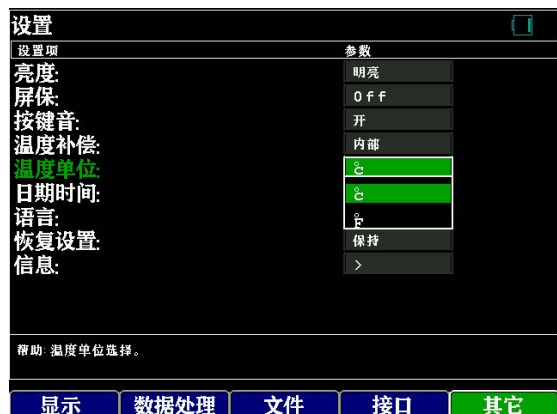 设置
设置项 参数
亮度: 明亮
屏保: Off
按键音: 开
温度补偿: 内部
温度单位: ℃
℃
日期时间:
语言: ℉
恢复设置: 保持
信息: >
帮助: 温度单位选择。
显示 数据处理 文件 接口 其它